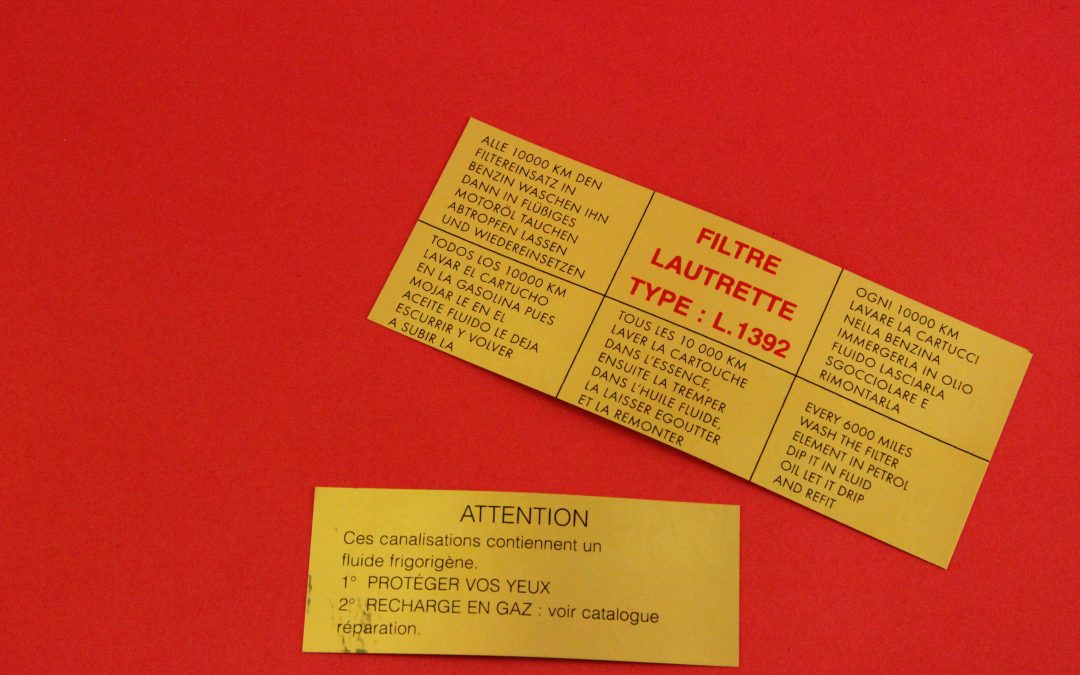 ALLE 10000 KM DEN
FILTEREINSATZ IN
BENZIN WASCHEN IHN
DANN IN FLÜßIGES
MOTORÖL TAUCHEN
ABTROPFEN LASSEN
UND WIEDEREINSETZEN
FILTRE
LAUTRETTE
TYPE : L.1392
OGNI 10000 KM
LAVARE LA CARTUCCI
NELLA BENZINA
IMMERGERLA IN OLIO
FLUIDO LASCIARLA
SGOCCIOLARE E
RIMONTARLA
TODOS LOS 10000 KM
LAVAR EL CARTUCHO
EN LA GASOLINA PUES
MOJAR LE EN EL
ACEITE FLUIDO LE DEJA
ESCURRIR Y VOLVER
A SUBIR LA
TOUS LES 10 000 KM
LAVER LA CARTOUCHE
DANS L'ESSENCE,
ENSUITE LA TREMPER
DANS L'HUILE FLUIDE,
LA LAISSER EGOUTTER
ET LA REMONTER
EVERY 6000 MILES
WASH THE FILTER
ELEMENT IN PETROL
DIP IT IN FLUID
OIL LET IT DRIP
AND REFIT
ATTENTION
Ces canalisations contiennent un
fluide frigorigène.
1° PROTÉGER VOS YEUX
2° RECHARGE EN GAZ : voir catalogue
réparation.